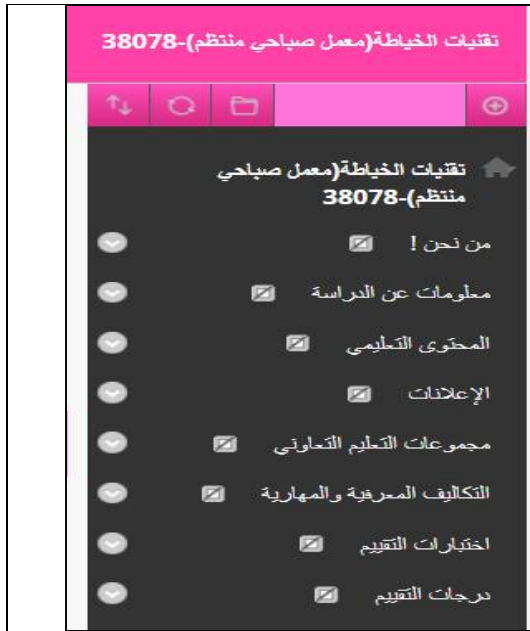 تقنيات الخياطة(معمل صباحي منتظم)-38078
تقنيات الخياطة(معمل صباحي
منتظم)-38078
من نحن !
معلومات عن الدراسة
المحتوى التعليمي
الإعلانات
مجموعات التعليم التعاوني
التكاليف المعرفية والمهارية
اختبارات التقييم
درجات التقييم